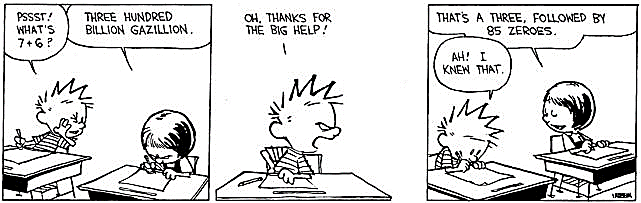 PSSST!
WHAT'S
7+6?
THREE HUNDRED
BILLION GAZILLION.
OH, THANKS FOR
THE BIG HELP!
THAT'S A THREE, FOLLOWED BY
85 ZEROES.
AH! I
KNEW THAT.